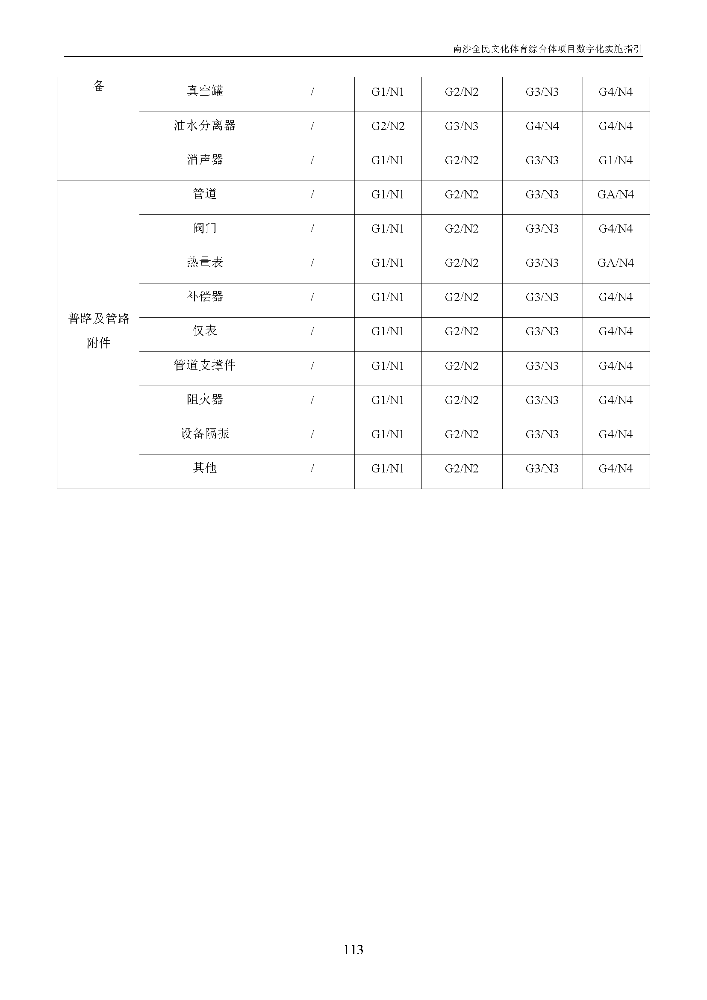 南沙全民文化体育综合体项目数字化实施指引
备 真空罐 / G1/N1 G2/N2 G3/N3 G4/N4
油水分离器 / G2/N2 G3/N3 G4/N4 G4/N4
消声器 / G1/N1 G2/N2 G3/N3 G1/N4
管道 / G1/N1 G2/N2 G3/N3 GA/N4
阀门 / G1/N1 G2/N2 G3/N3 G4/N4
热量表 / G1/N1 G2/N2 G3/N3 GA/N4
补偿器 / G1/N1 G2/N2 G3/N3 G4/N4
普路及管路
附件
仪表 / G1/N1 G2/N2 G3/N3 G4/N4
管道支撑件 / G1/N1 G2/N2 G3/N3 G4/N4
阻火器 / G1/N1 G2/N2 G3/N3 G4/N4
设备隔振 / G1/N1 G2/N2 G3/N3 G4/N4
其他 / G1/N1 G2/N2 G3/N3 G4/N4
113